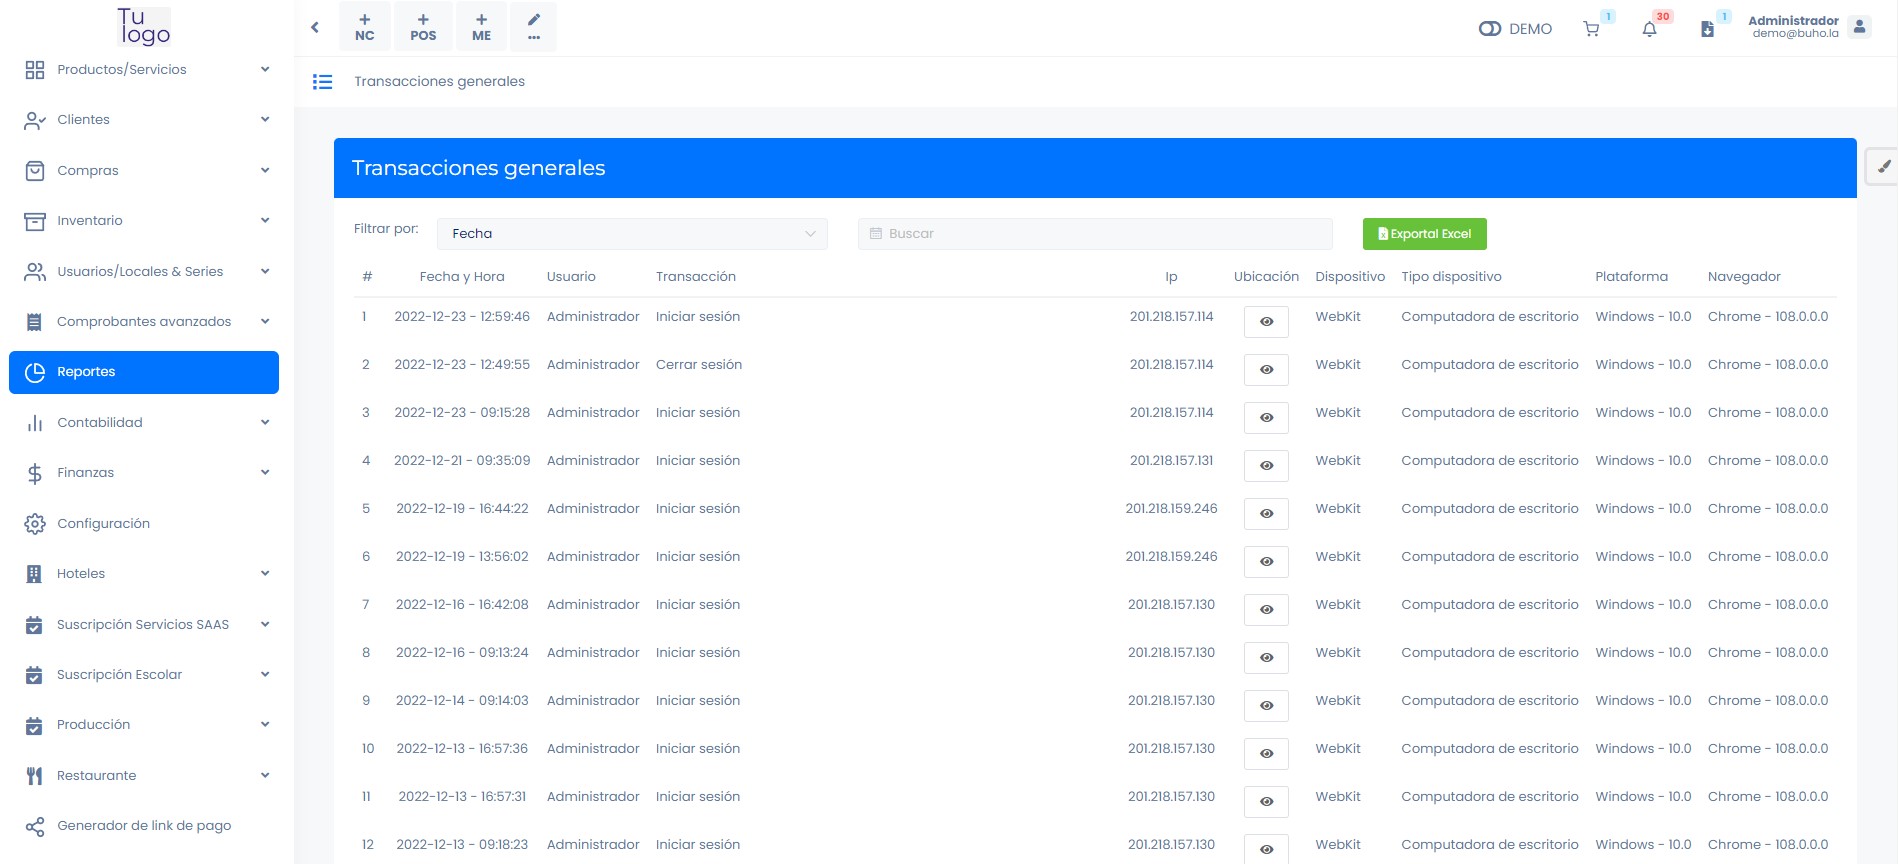 Tu
logo
Productos/Servicios
Clientes
Compras
Inventario
Usuarios/Locales & Series
Comprobantes avanzados
Reportes
Contabilidad
Finanzas
Configuración
Hoteles
Suscripción Servicios SAAS
Suscripción Escolar
Producción
Restaurante
Generador de link de pago
+ NC
+ POS
+ ME
...
DEMO
1
30
1
Administrador
demo@buho.la
Transacciones generales
Transacciones generales
Filtrar por: Fecha Buscar Exportal Excel
# Fecha y Hora Usuario Transacción Ip Ubicación Dispositivo Tipo dispositivo Plataforma Navegador
1 2022-12-23 - 12:59:46 Administrador Iniciar sesión 201.218.157.114 WebKit Computadora de escritorio Windows - 10.0 Chrome - 108.0.0.0
2 2022-12-23 - 12:49:55 Administrador Cerrar sesión 201.218.157.114 WebKit Computadora de escritorio Windows - 10.0 Chrome - 108.0.0.0
3 2022-12-23 - 09:15:28 Administrador Iniciar sesión 201.218.157.114 WebKit Computadora de escritorio Windows - 10.0 Chrome - 108.0.0.0
4 2022-12-21 - 09:35:09 Administrador Iniciar sesión 201.218.157.131 WebKit Computadora de escritorio Windows - 10.0 Chrome - 108.0.0.0
5 2022-12-19 - 16:44:22 Administrador Iniciar sesión 201.218.159.246 WebKit Computadora de escritorio Windows - 10.0 Chrome - 108.0.0.0
6 2022-12-19 - 13:56:02 Administrador Iniciar sesión 201.218.159.246 WebKit Computadora de escritorio Windows - 10.0 Chrome - 108.0.0.0
7 2022-12-16 - 16:42:08 Administrador Iniciar sesión 201.218.157.130 WebKit Computadora de escritorio Windows - 10.0 Chrome - 108.0.0.0
8 2022-12-16 - 09:13:24 Administrador Iniciar sesión 201.218.157.130 WebKit Computadora de escritorio Windows - 10.0 Chrome - 108.0.0.0
9 2022-12-14 - 09:14:03 Administrador Iniciar sesión 201.218.157.130 WebKit Computadora de escritorio Windows - 10.0 Chrome - 108.0.0.0
10 2022-12-13 - 16:57:36 Administrador Iniciar sesión 201.218.157.130 WebKit Computadora de escritorio Windows - 10.0 Chrome - 108.0.0.0
11 2022-12-13 - 16:57:31 Administrador Iniciar sesión 201.218.157.130 WebKit Computadora de escritorio Windows - 10.0 Chrome - 108.0.0.0
12 2022-12-13 - 09:18:23 Administrador Iniciar sesión 201.218.157.130 WebKit Computadora de escritorio Windows - 10.0 Chrome - 108.0.0.0